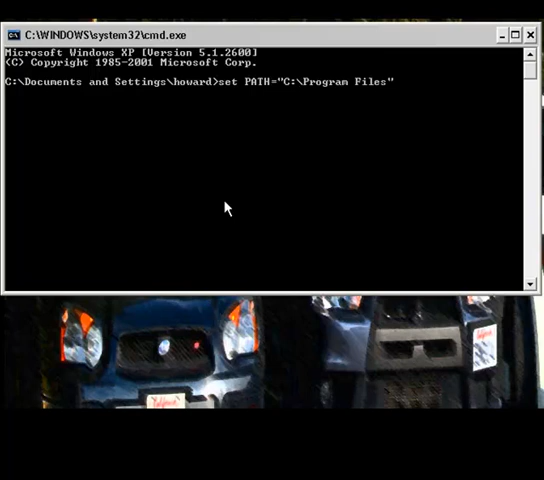 C:\WINDOWS\system32\cmd.exe
Microsoft Windows XP [Version 5.1.2600]
(C) Copyright 1985-2001 Microsoft Corp.
C:\Documents and Settings\howard>set PATH="C:\Program Files"